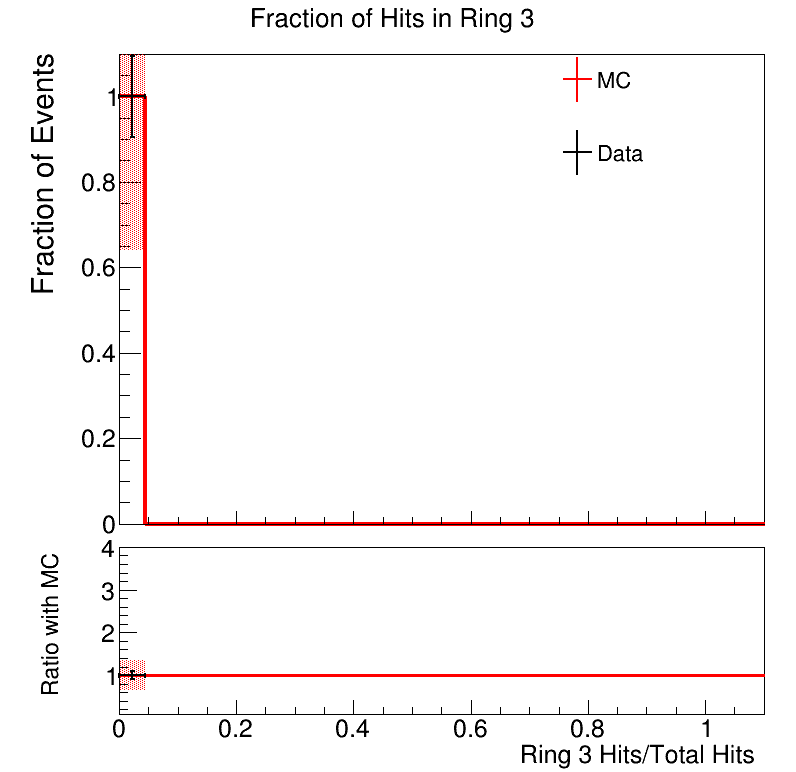 Fraction of Hits in Ring 3
Fraction of Events
1
0.8
0.6
0.4
0.2
0
MC
Data
Ratio with MC
4
3
2
1
0 0.2 0.4 0.6 0.8 1
Ring 3 Hits/Total Hits